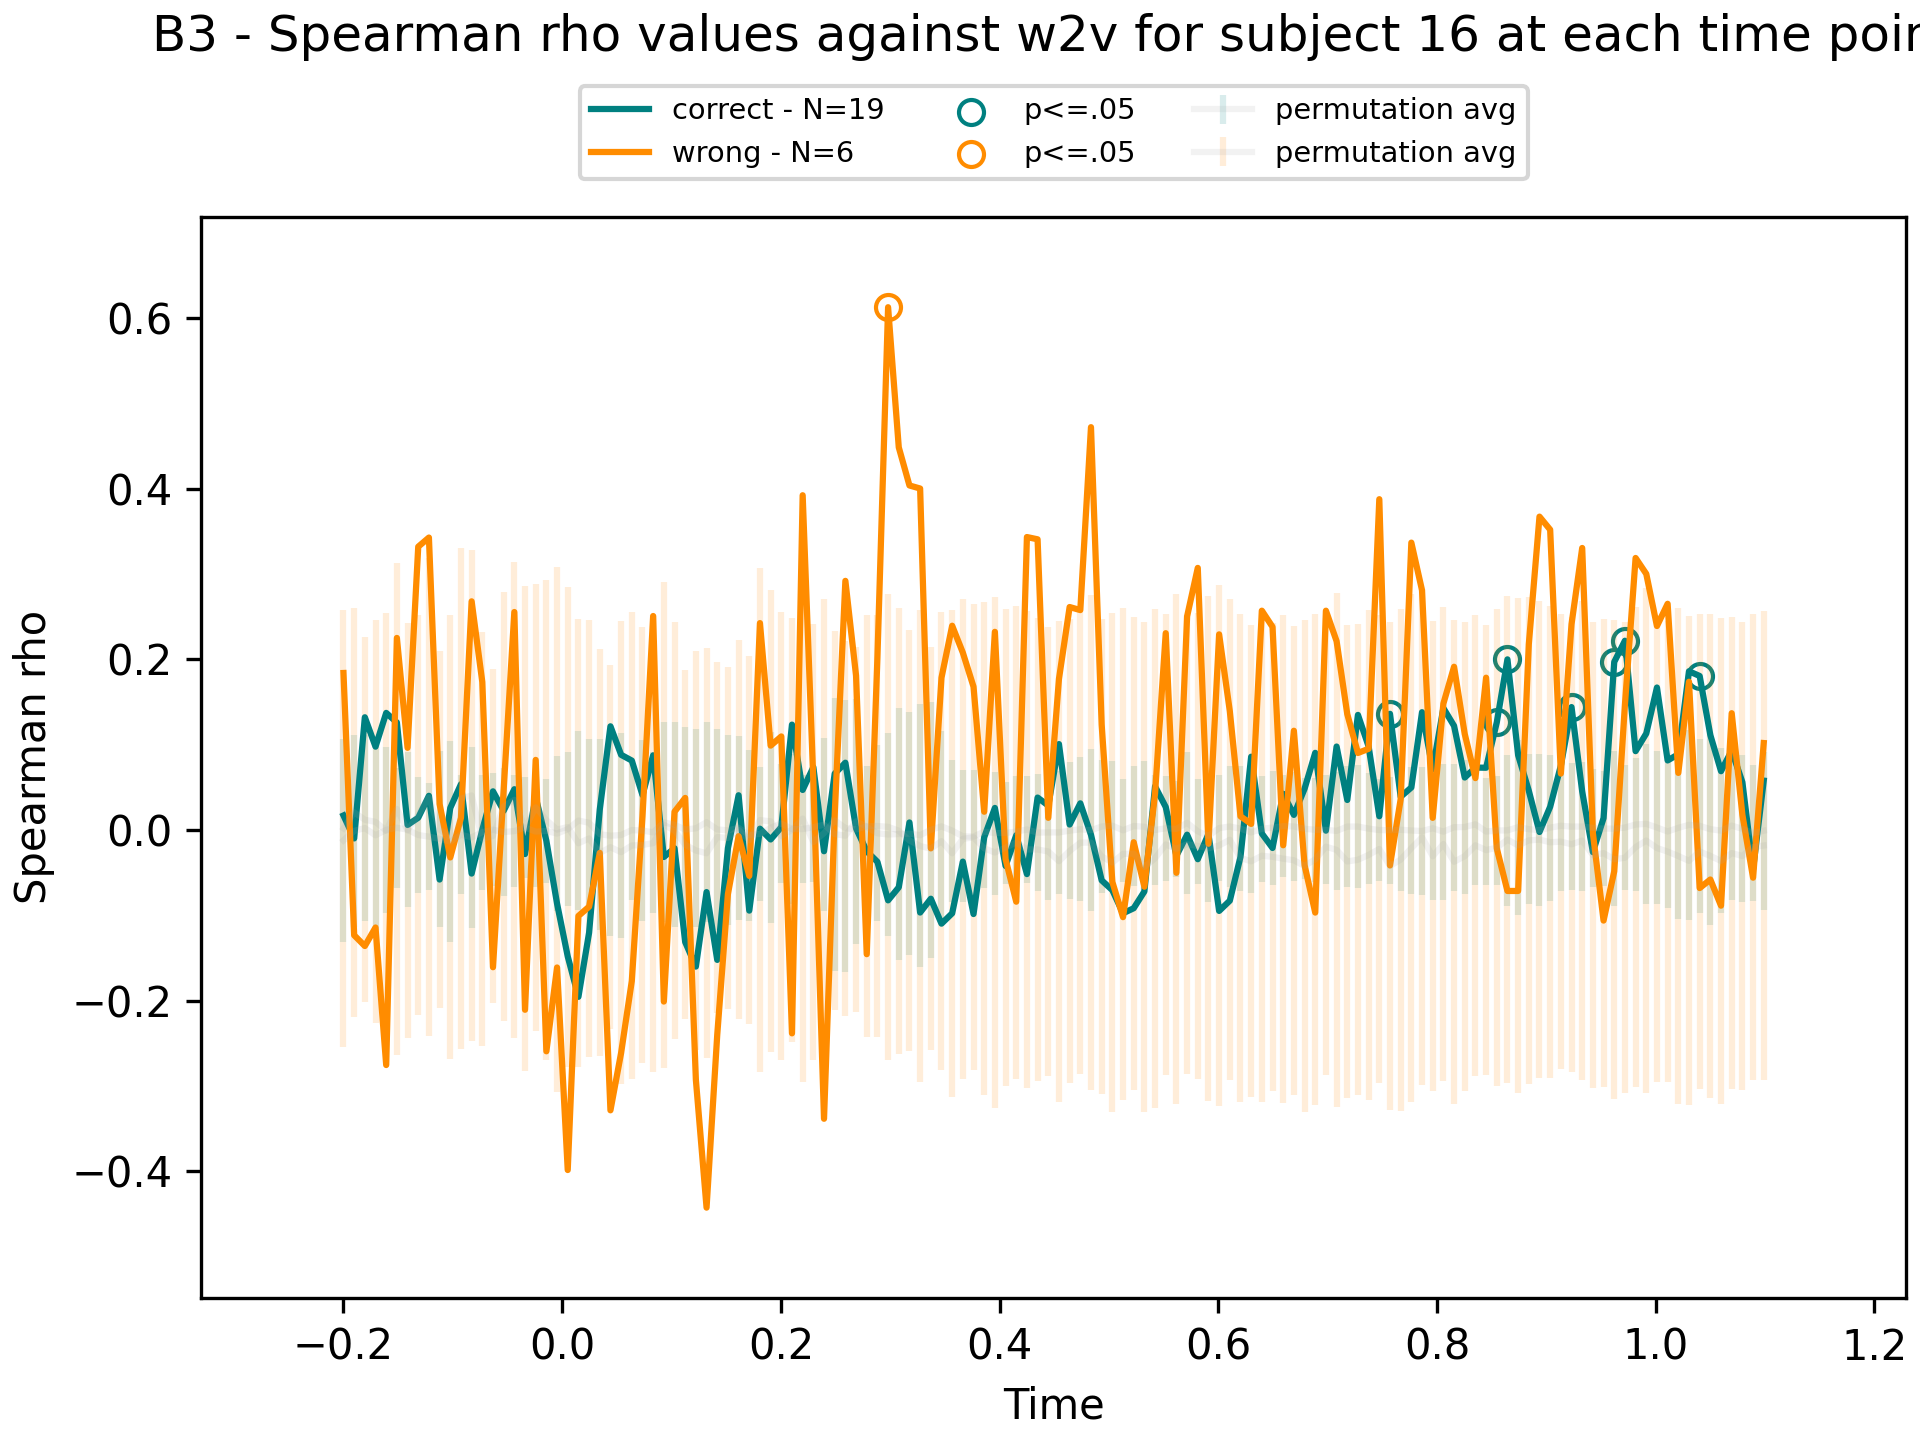 B3 - Spearman rho values against w2v for subject 16 at each time poin
correct - N=19
wrong - N=6
p<=.05
p<=.05
permutation avg
permutation avg
Spearman rho
0.6
0.4
0.2
0.0
−0.2
−0.4
−0.2 0.0 0.2 0.4 0.6 0.8 1.0 1.2
Time